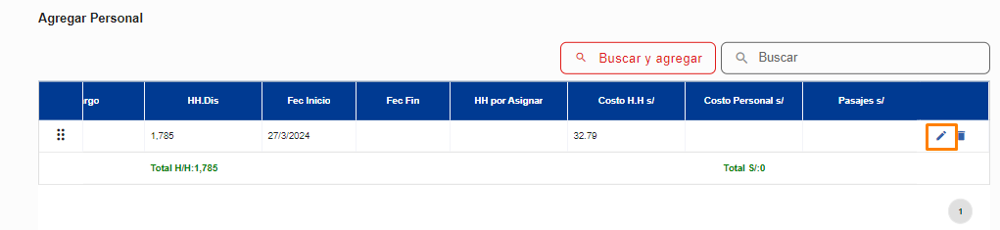 Agregar Personal
Buscar y agregar Buscar
rgo HH.Dis Fec Inicio Fec Fin HH por Asignar Costo H.H s/ Costo Personal s/ Pasajes s/
1,785 27/3/2024 32.79
Total H/H:1,785 Total S/:0
1